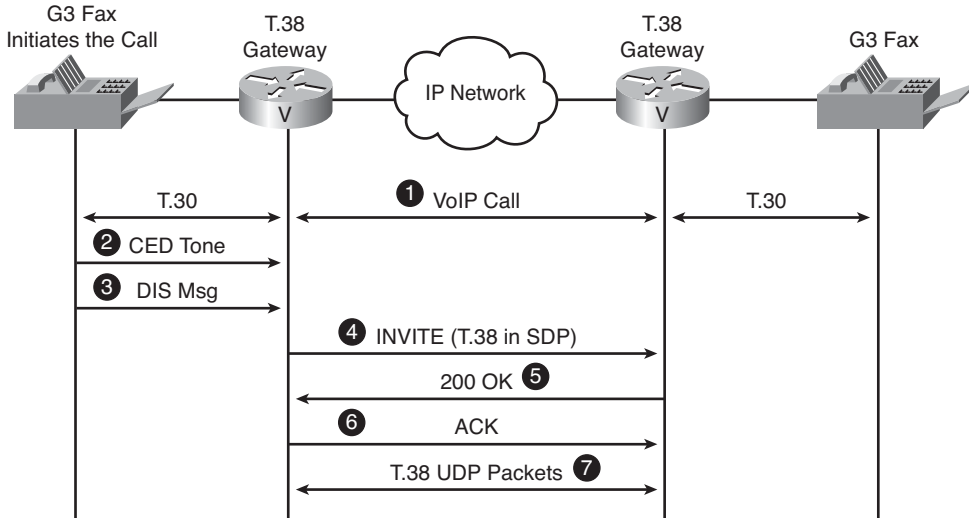 G3 Fax
Initiates the Call
T.38
Gateway
T.38
Gateway
G3 Fax
IP Network
V
V
T.30
1 VoIP Call
T.30
2 CED Tone
3 DIS Msg
4 INVITE (T.38 in SDP)
200 OK 5
6 ACK
T.38 UDP Packets 7